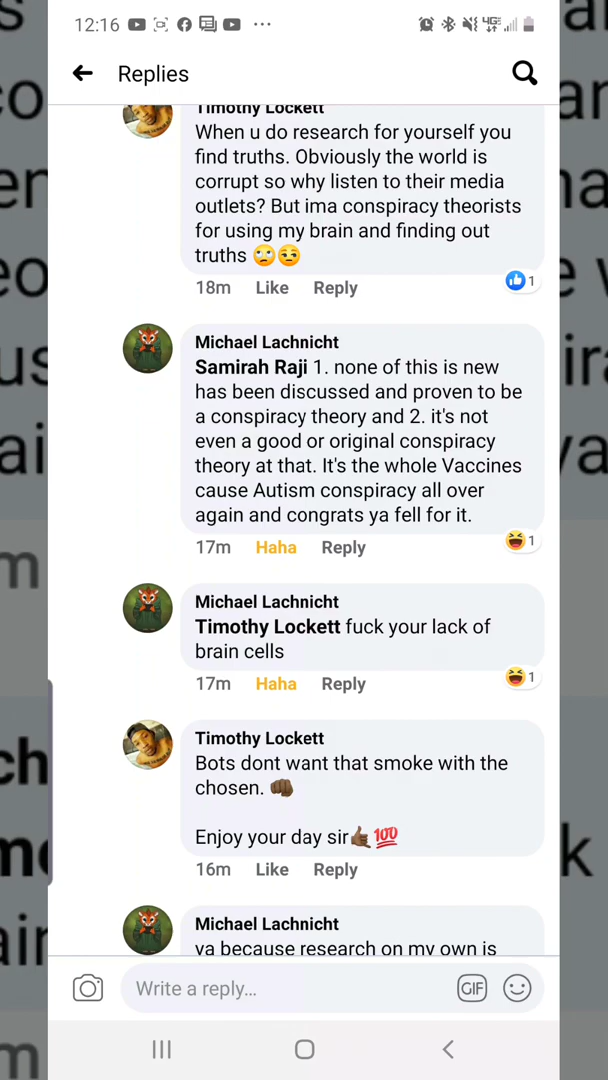 12:16
4GE
Replies
Timothy Lockett
When u do research for yourself you
find truths. Obviously the world is
corrupt so why listen to their media
outlets? But ima conspiracy theorists
for using my brain and finding out
truths 🙄😒
18m Like Reply 1
Michael Lachnicht
Samirah Raji 1. none of this is new
has been discussed and proven to be
a conspiracy theory and 2. it's not
even a good or original conspiracy
theory at that. It's the whole Vaccines
cause Autism conspiracy all over
again and congrats ya fell for it.
17m Haha Reply 1
Michael Lachnicht
Timothy Lockett fuck your lack of
brain cells
17m Haha Reply 1
Timothy Lockett
Bots dont want that smoke with the
chosen. 👊🏾
Enjoy your day sir🤙🏾💯
16m Like Reply
Michael Lachnicht
ya because research on my own is
Write a reply...
GIF